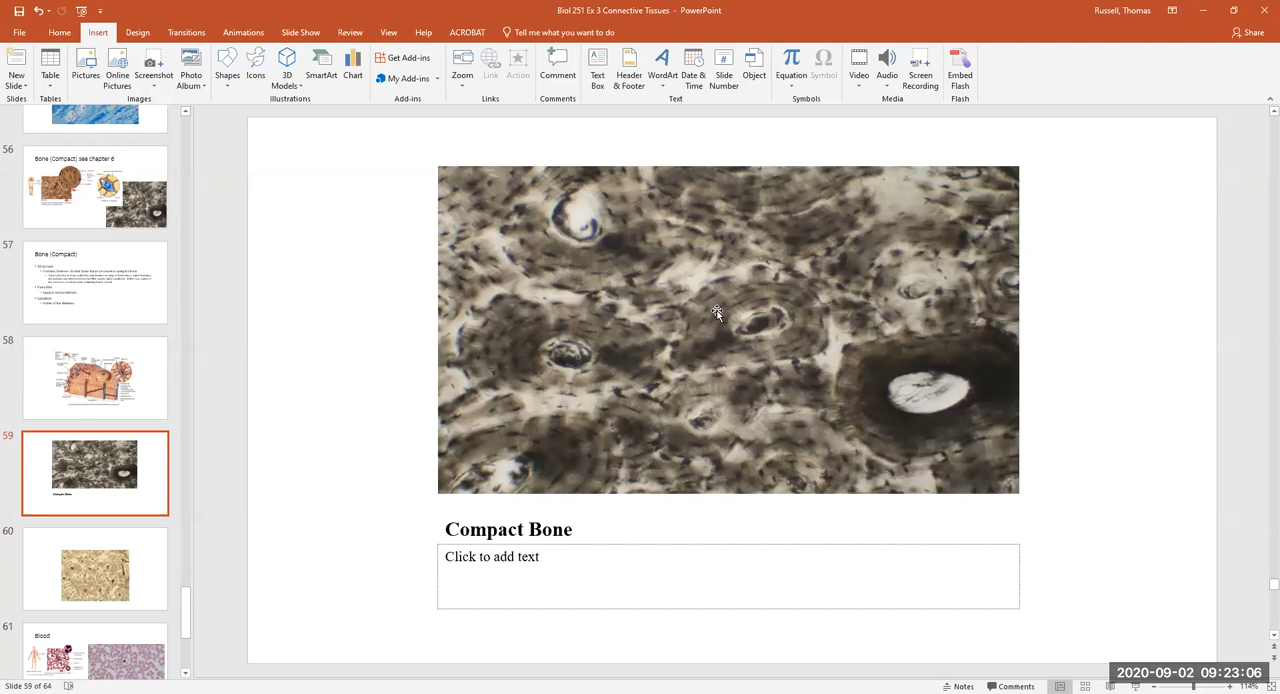 Biol 251 Ex 3 Connective Tissues - PowerPoint
Russell, Thomas
File Home Insert Design Transitions Animations Slide Show Review View Help ACROBAT Tell me what you want to do
Share
New Slide
Table
Pictures
Online Pictures
Screenshot
Photo Album
Shapes
Icons
3D Models
SmartArt
Chart
Get Add-ins
My Add-ins
Zoom
Link
Action
Comment
Text Box
Header & Footer
WordArt
Date & Time
Slide Number
Object
Equation
Symbol
Video
Audio
Screen Recording
Embed Flash
Slides Tables Images Illustrations Add-ins Links Comments Text Symbols Media Flash
56
Bone (Compact) see chapter 6
57
Bone (Compact)
58
59
Compact Bone
60
61
Blood
Compact Bone
Click to add text
2020-09-02 09:23:06
Slide 59 of 64
Notes
Comments
114%